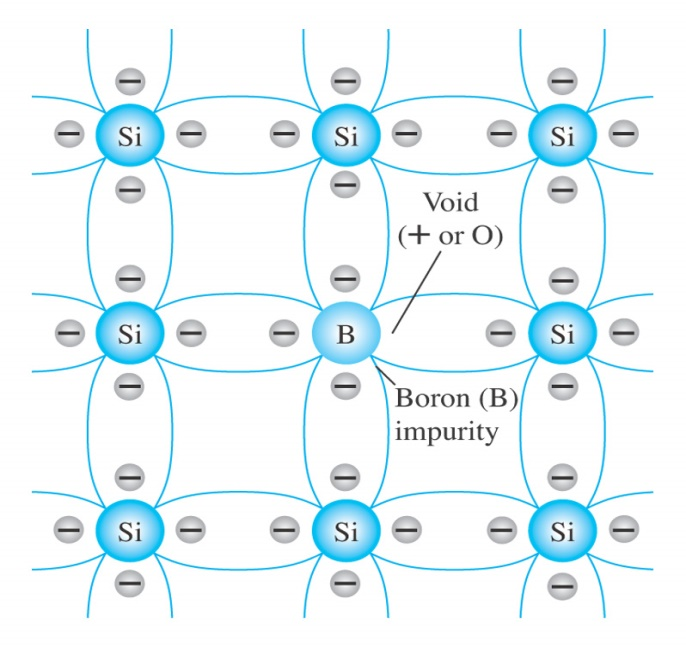 Si Si Si
Void
(+ or O)
Si B Si
Boron (B)
impurity
Si Si Si